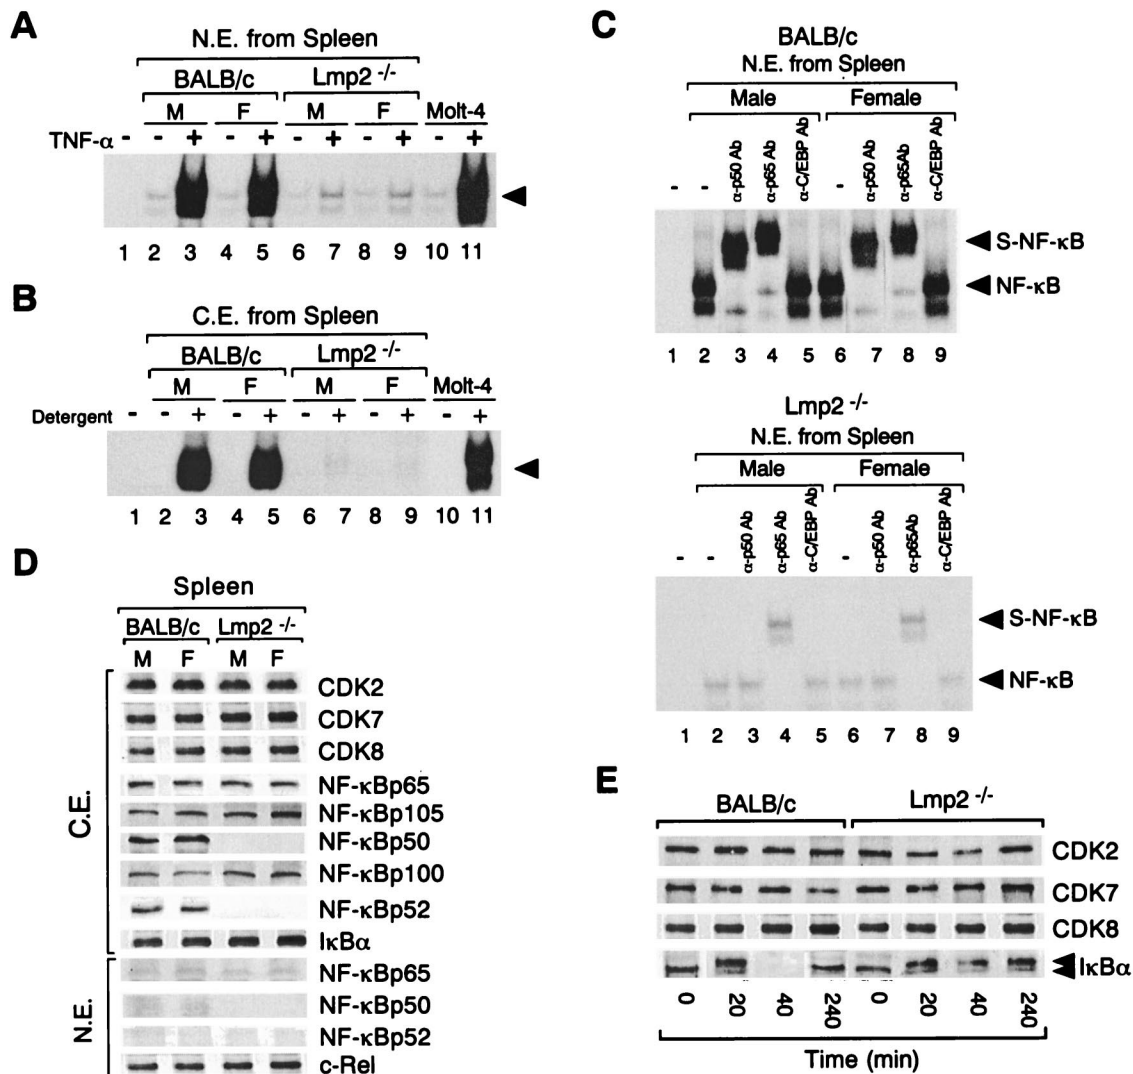 A
N.E. from Spleen
BALB/c Lmp2 -/-
M F M F Molt-4
TNF-α - - + - + - + - + - +
1 2 3 4 5 6 7 8 9 10 11
B
C.E. from Spleen
BALB/c Lmp2 -/-
M F M F Molt-4
Detergent - - + - + - + - + - +
1 2 3 4 5 6 7 8 9 10 11
C
BALB/c
N.E. from Spleen
Male Female
- - α-p50 Ab α-p65 Ab α-C/EBP Ab - α-p50 Ab α-p65Ab α-C/EBP Ab
S-NF-κB
NF-κB
1 2 3 4 5 6 7 8 9
Lmp2 -/-
N.E. from Spleen
Male Female
- - α-p50 Ab α-p65 Ab α-C/EBP Ab - α-p50 Ab α-p65Ab α-C/EBP Ab
S-NF-κB
NF-κB
1 2 3 4 5 6 7 8 9
D
Spleen
BALB/c Lmp2 -/-
M F M F
C.E.
CDK2
CDK7
CDK8
NF-κBp65
NF-κBp105
NF-κBp50
NF-κBp100
NF-κBp52
IκBα
N.E.
NF-κBp65
NF-κBp50
NF-κBp52
c-Rel
E
BALB/c Lmp2 -/-
CDK2
CDK7
CDK8
IκBα
0 20 40 240 0 20 40 240
Time (min)